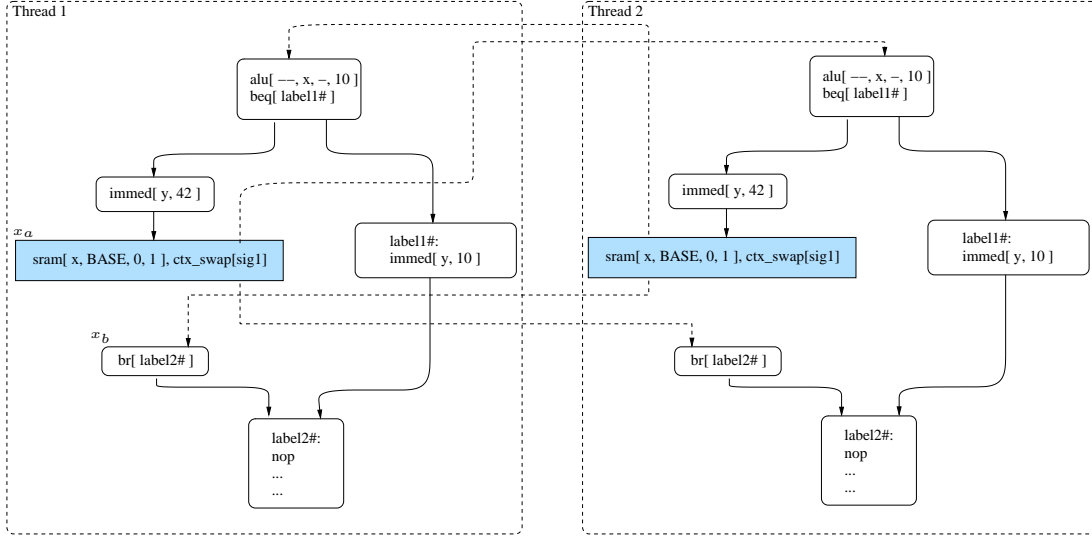 Thread 1
alu[ −−, x, −, 10 ]
beq[ label1# ]
immed[ y, 42 ]
x_a
sram[ x, BASE, 0, 1 ], ctx_swap[sig1]
label1#:
immed[ y, 10 ]
x_b
br[ label2# ]
label2#:
nop
...
...
Thread 2
alu[ −−, x, −, 10 ]
beq[ label1# ]
immed[ y, 42 ]
sram[ x, BASE, 0, 1 ], ctx_swap[sig1]
label1#:
immed[ y, 10 ]
br[ label2# ]
label2#:
nop
...
...